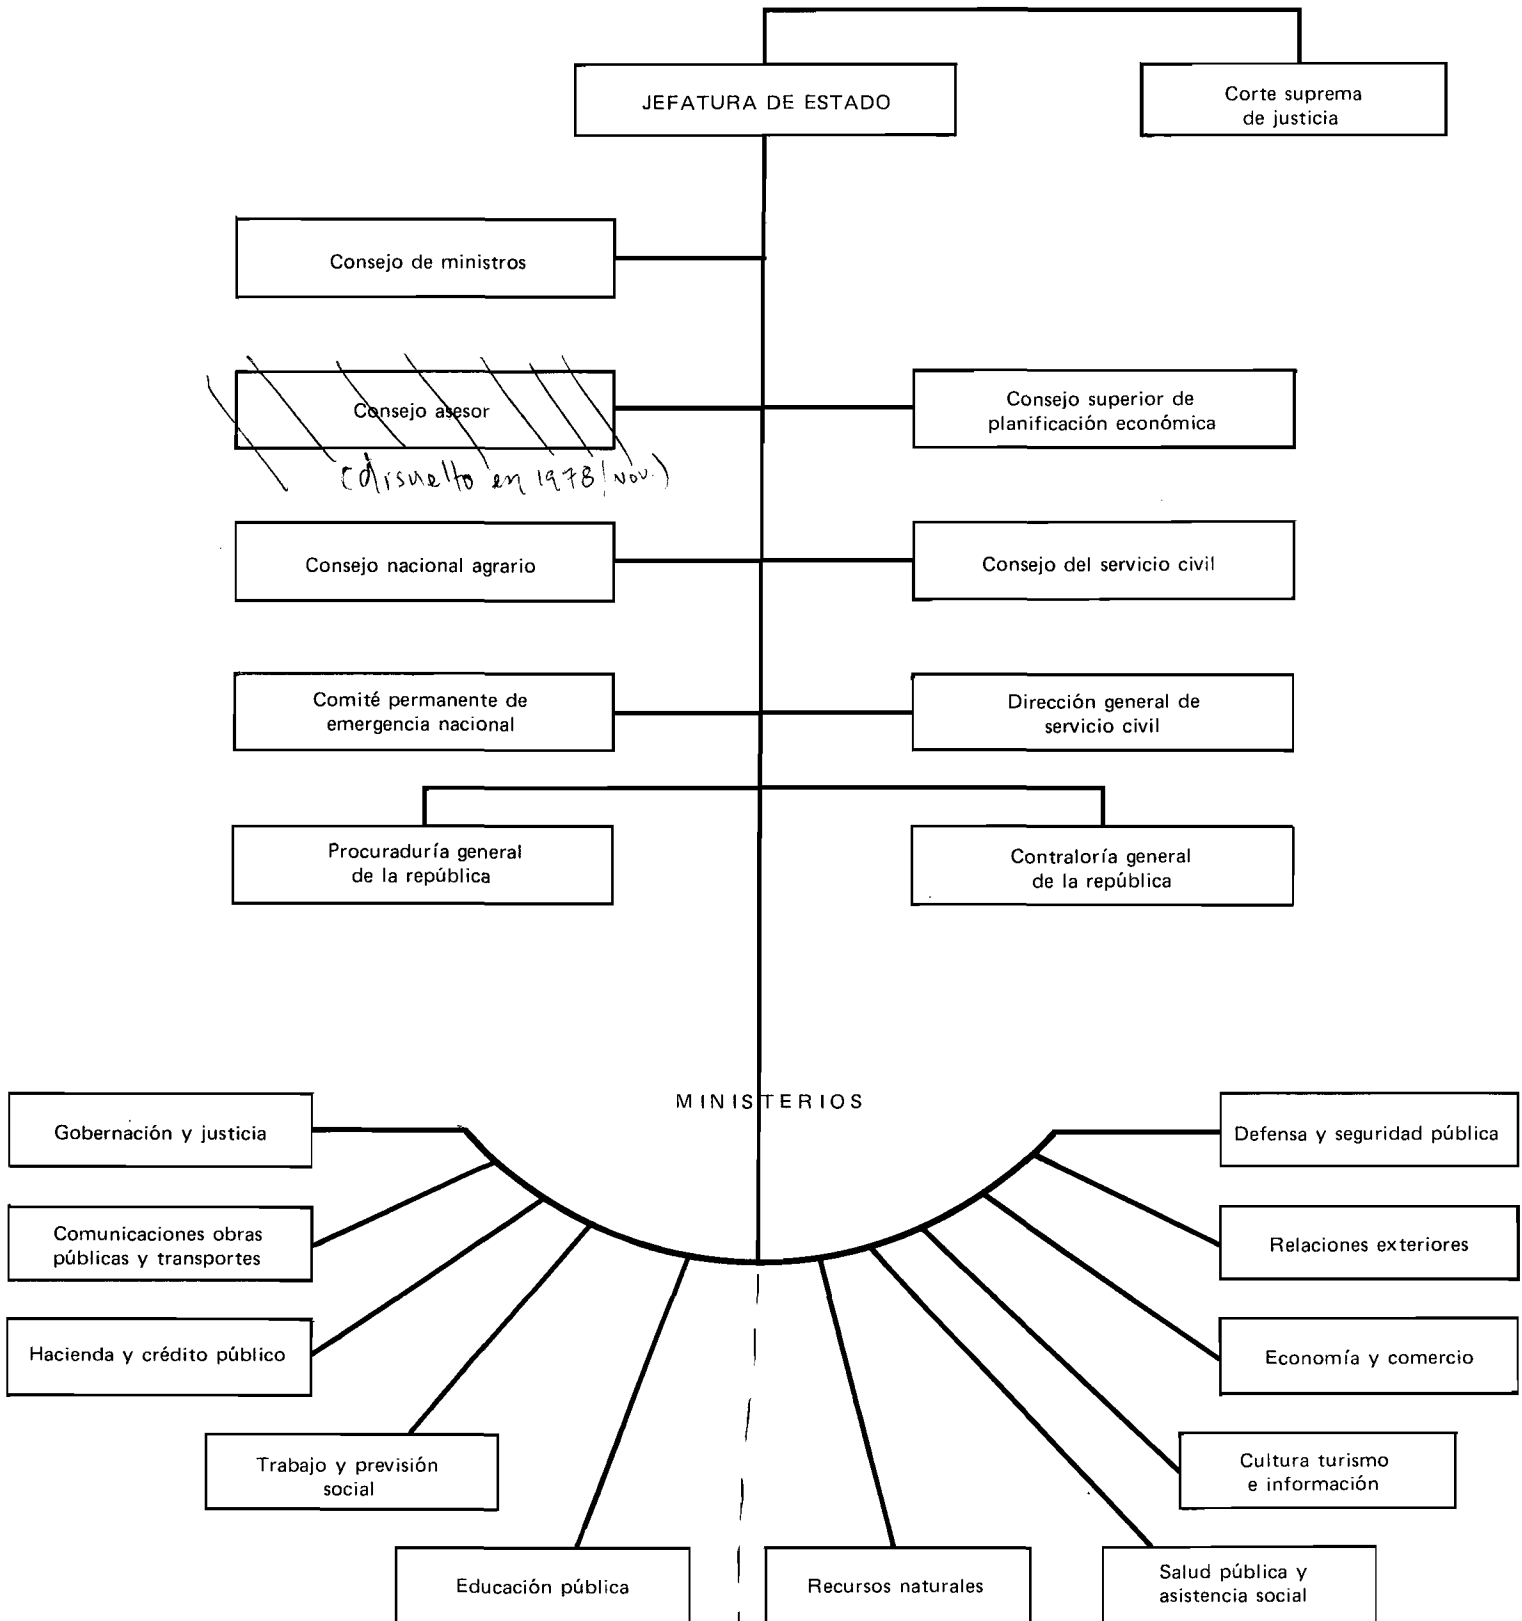 JEFATURA DE ESTADO
Corte suprema
de justicia
Consejo de ministros
Consejo asesor
(disuelto en 1978/Nov.)
Consejo superior de
planificación económica
Consejo nacional agrario
Consejo del servicio civil
Comité permanente de
emergencia nacional
Dirección general de
servicio civil
Procuraduría general
de la república
Contraloría general
de la república
MINISTERIOS
Gobernación y justicia
Defensa y seguridad pública
Comunicaciones obras
públicas y transportes
Relaciones exteriores
Hacienda y crédito público
Economía y comercio
Trabajo y previsión
social
Cultura turismo
e información
Educación pública
Recursos naturales
Salud pública y
asistencia social